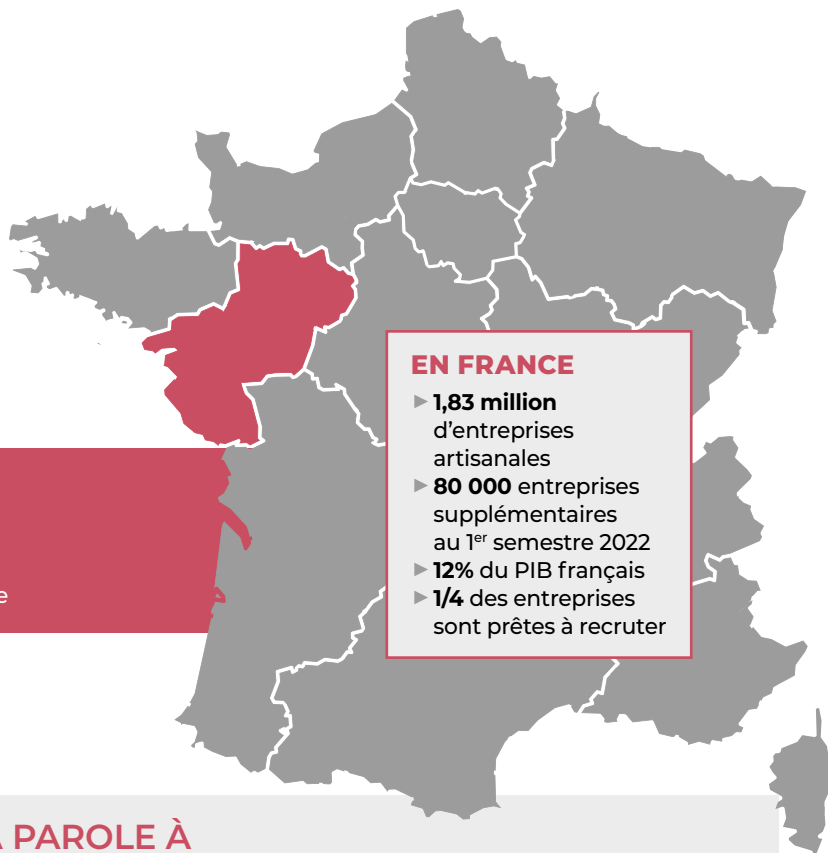 EN FRANCE
▶ 1,83 million
d’entreprises
artisanales
▶ 80 000 entreprises
supplémentaires
au 1er semestre 2022
▶ 12% du PIB français
▶ 1/4 des entreprises
sont prêtes à recruter
e
PAROLE À